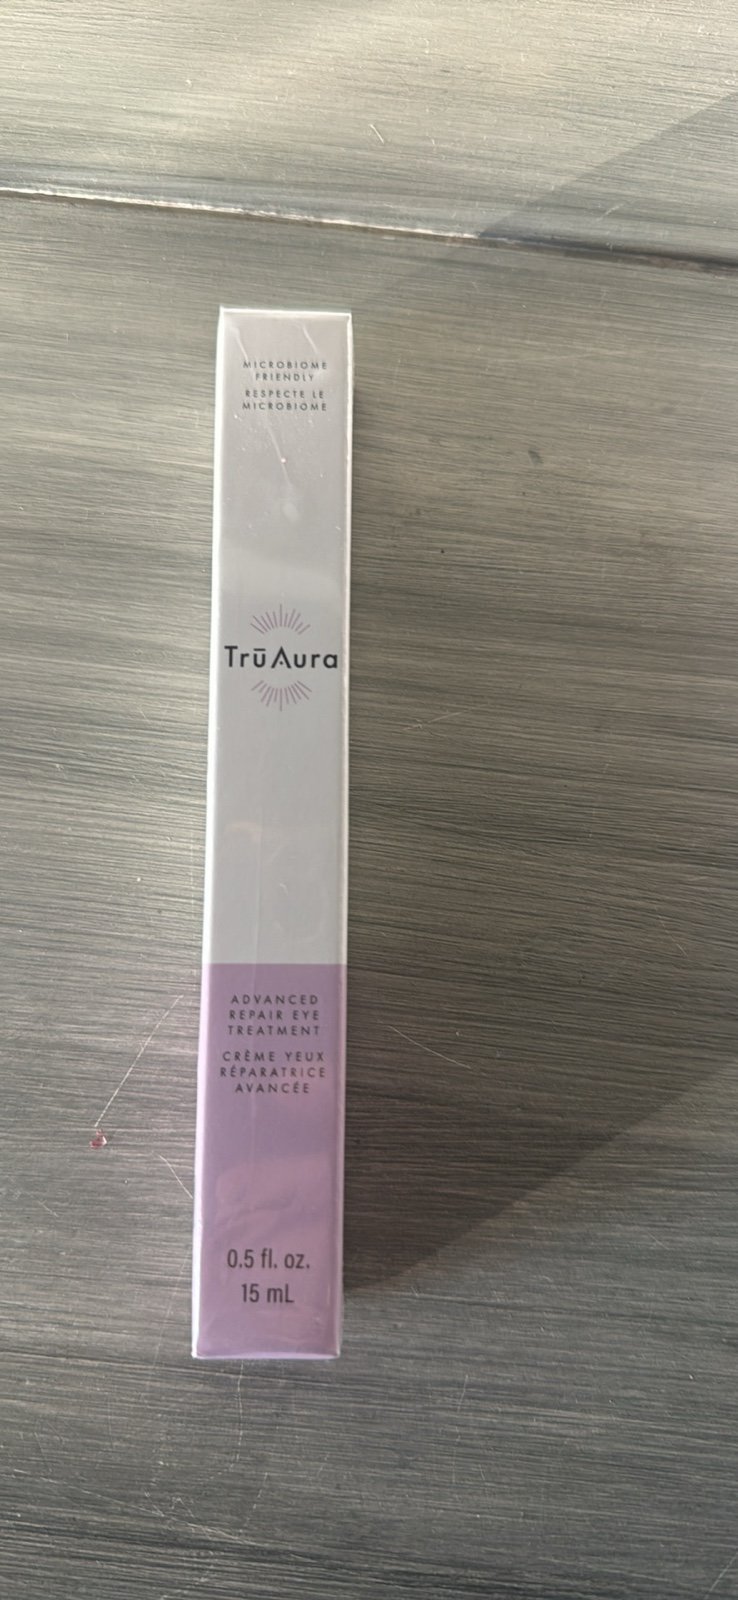 MICROBIOME
FRIENDLY
RESPECTE LE
MICROBIOME
TrūAura
ADVANCED
REPAIR EYE
TREATMENT
CRÈME YEUX
RÉPARATRICE
AVANCÉE
0.5 fl. oz.
15 mL